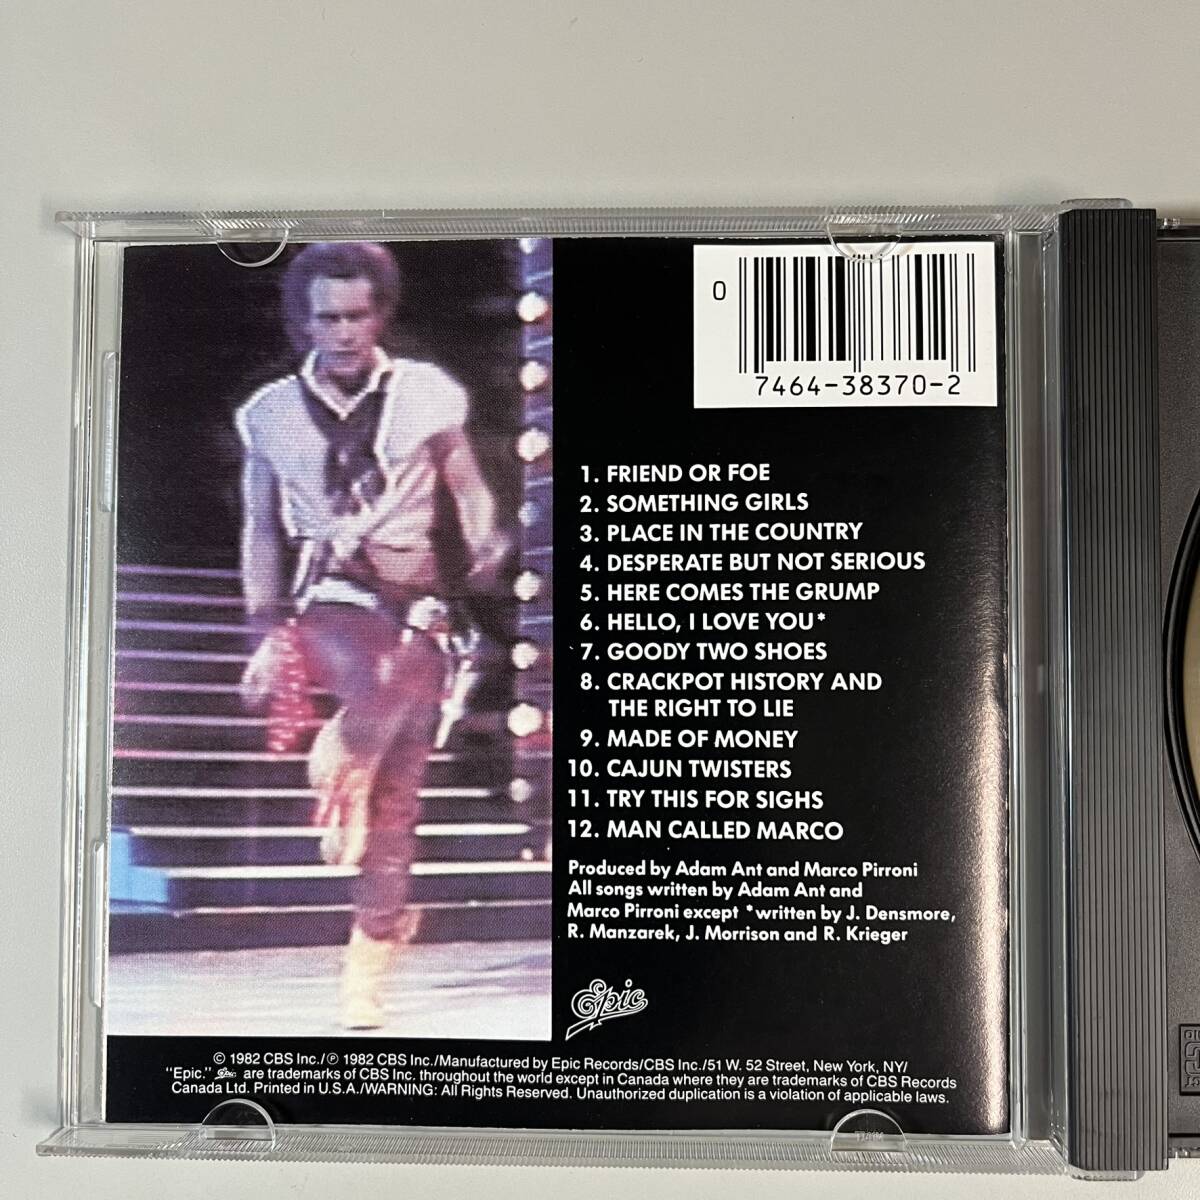 0
7464-38370-2
1. FRIEND OR FOE
2. SOMETHING GIRLS
3. PLACE IN THE COUNTRY
4. DESPERATE BUT NOT SERIOUS
5. HERE COMES THE GRUMP
6. HELLO, I LOVE YOU*
7. GOODY TWO SHOES
8. CRACKPOT HISTORY AND
THE RIGHT TO LIE
9. MADE OF MONEY
10. CAJUN TWISTERS
11. TRY THIS FOR SIGHS
12. MAN CALLED MARCO
Produced by Adam Ant and Marco Pirroni
All songs written by Adam Ant and
Marco Pirroni except *written by J. Densmore,
R. Manzarek, J. Morrison and R. Krieger
Epic
© 1982 CBS Inc./℗ 1982 CBS Inc./Manufactured by Epic Records/CBS Inc./51 W. 52 Street, New York, NY/
"Epic." Epic are trademarks of CBS Inc. throughout the world except in Canada where they are trademarks of CBS Records
Canada Ltd. Printed in U.S.A./WARNING: All Rights Reserved. Unauthorized duplication is a violation of applicable laws.